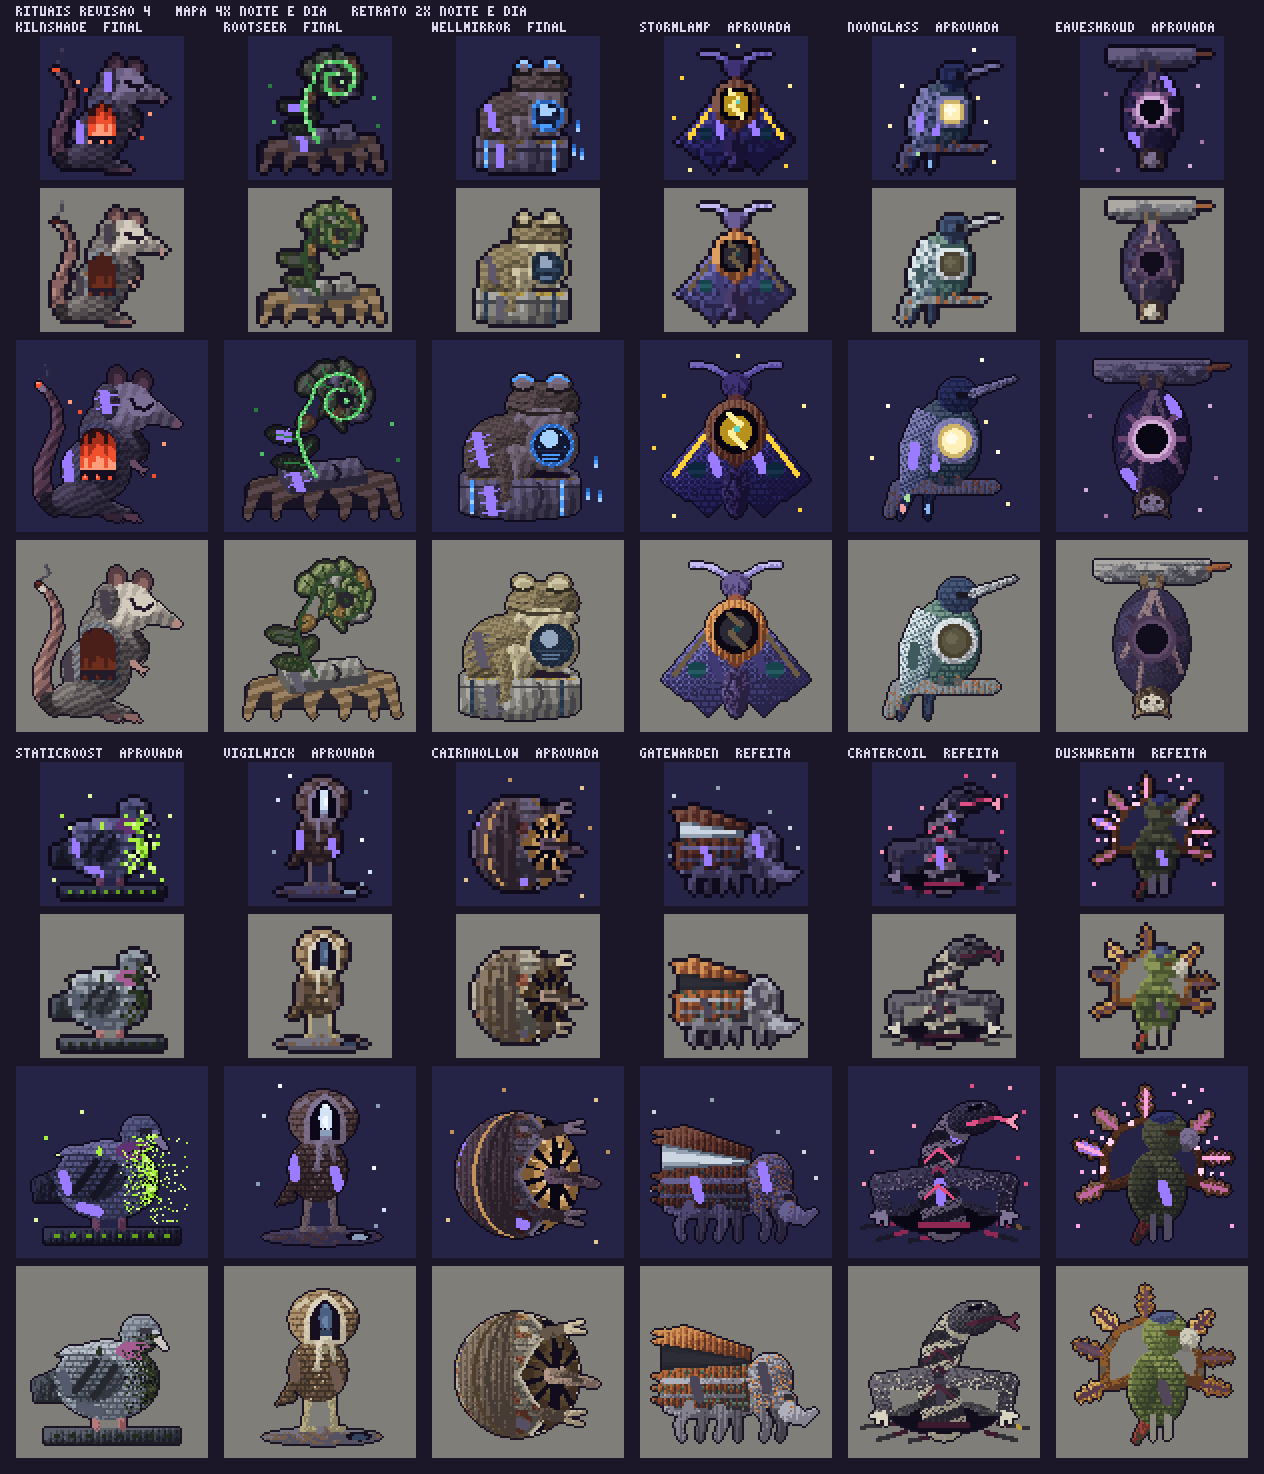 RITUAIS REVISAO 4 MAPA 4X NOITE E DIA RETRATO 2X NOITE E DIA
KILNSHADE FINAL ROOTSEER FINAL WELLMIRROR FINAL STORMLAMP APROVADA NOONGLASS APROVADA EAVESHROUD APROVADA
STATICROOST APROVADA VIGILWICK APROVADA CAIRNHOLLOW APROVADA GATEWARDEN REFEITA CRATERCOIL REFEITA DUSKWREATH REFEITA